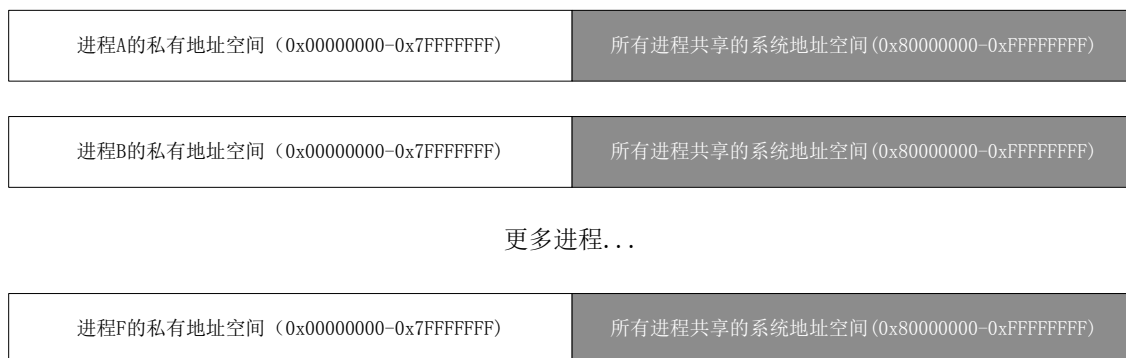 进程A的私有地址空间（0x00000000-0x7FFFFFFF） 所有进程共享的系统地址空间(0x80000000-0xFFFFFFFF)
进程B的私有地址空间（0x00000000-0x7FFFFFFF） 所有进程共享的系统地址空间(0x80000000-0xFFFFFFFF)
更多进程...
进程F的私有地址空间（0x00000000-0x7FFFFFFF） 所有进程共享的系统地址空间(0x80000000-0xFFFFFFFF)